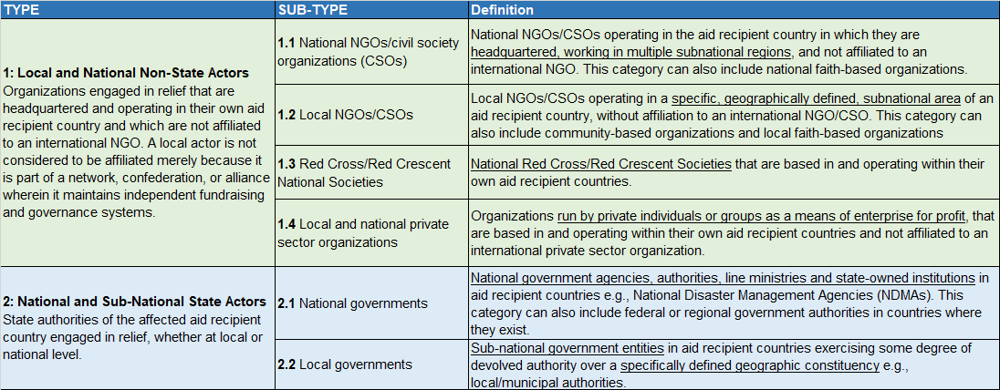 TYPE
SUB-TYPE
Definition
1: Local and National Non-State Actors
Organizations engaged in relief that are
headquartered and operating in their own aid
recipient country and which are not affiliated
to an international NGO. A local actor is not
considered to be affiliated merely because it
is part of a network, confederation, or alliance
wherein it maintains independent fundraising
and governance systems.
1.1 National NGOs/civil society
organizations (CSOs)
National NGOs/CSOs operating in the aid recipient country in which they are
headquartered, working in multiple subnational regions, and not affiliated to an
international NGO. This category can also include national faith-based organizations.
1.2 Local NGOs/CSOs
Local NGOs/CSOs operating in a specific, geographically defined, subnational area of an
aid recipient country, without affiliation to an international NGO/CSO. This category can
also include community-based organizations and local faith-based organizations
1.3 Red Cross/Red Crescent
National Societies
National Red Cross/Red Crescent Societies that are based in and operating within their
own aid recipient countries.
1.4 Local and national private
sector organizations
Organizations run by private individuals or groups as a means of enterprise for profit, that
are based in and operating within their own aid recipient countries and not affiliated to an
international private sector organization.
2: National and Sub-National State Actors
State authorities of the affected aid recipient
country engaged in relief, whether at local or
national level.
2.1 National governments
National government agencies, authorities, line ministries and state-owned institutions in
aid recipient countries e.g., National Disaster Management Agencies (NDMAs). This
category can also include federal or regional government authorities in countries where
they exist.
2.2 Local governments
Sub-national government entities in aid recipient countries exercising some degree of
devolved authority over a specifically defined geographic constituency e.g.,
local/municipal authorities.